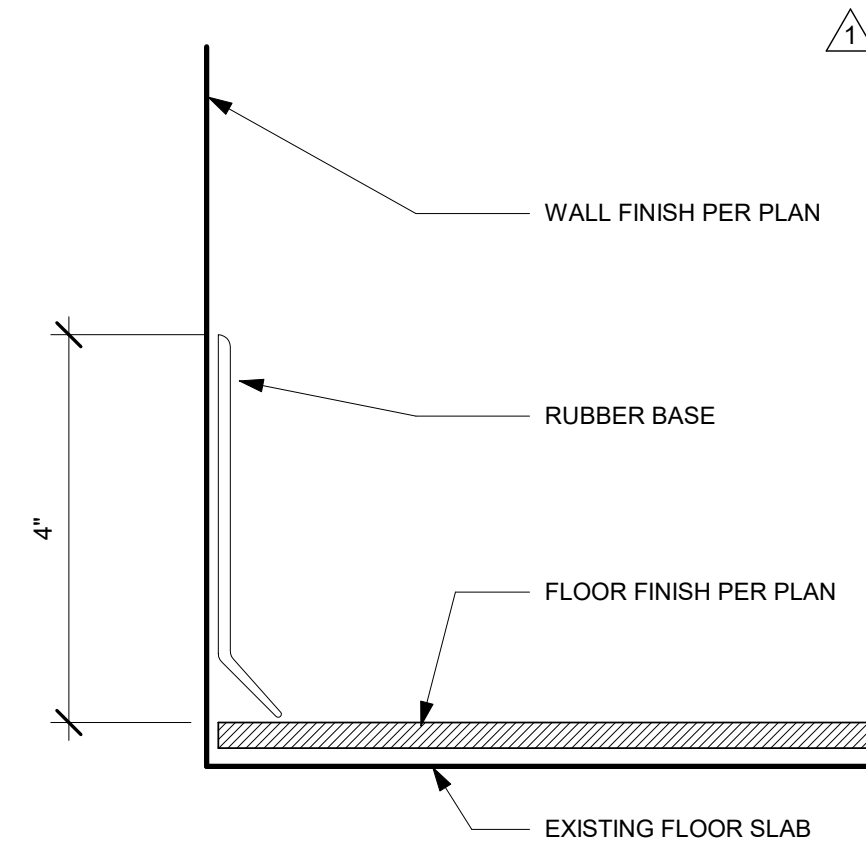 1
WALL FINISH PER PLAN
RUBBER BASE
4"
FLOOR FINISH PER PLAN
EXISTING FLOOR SLAB